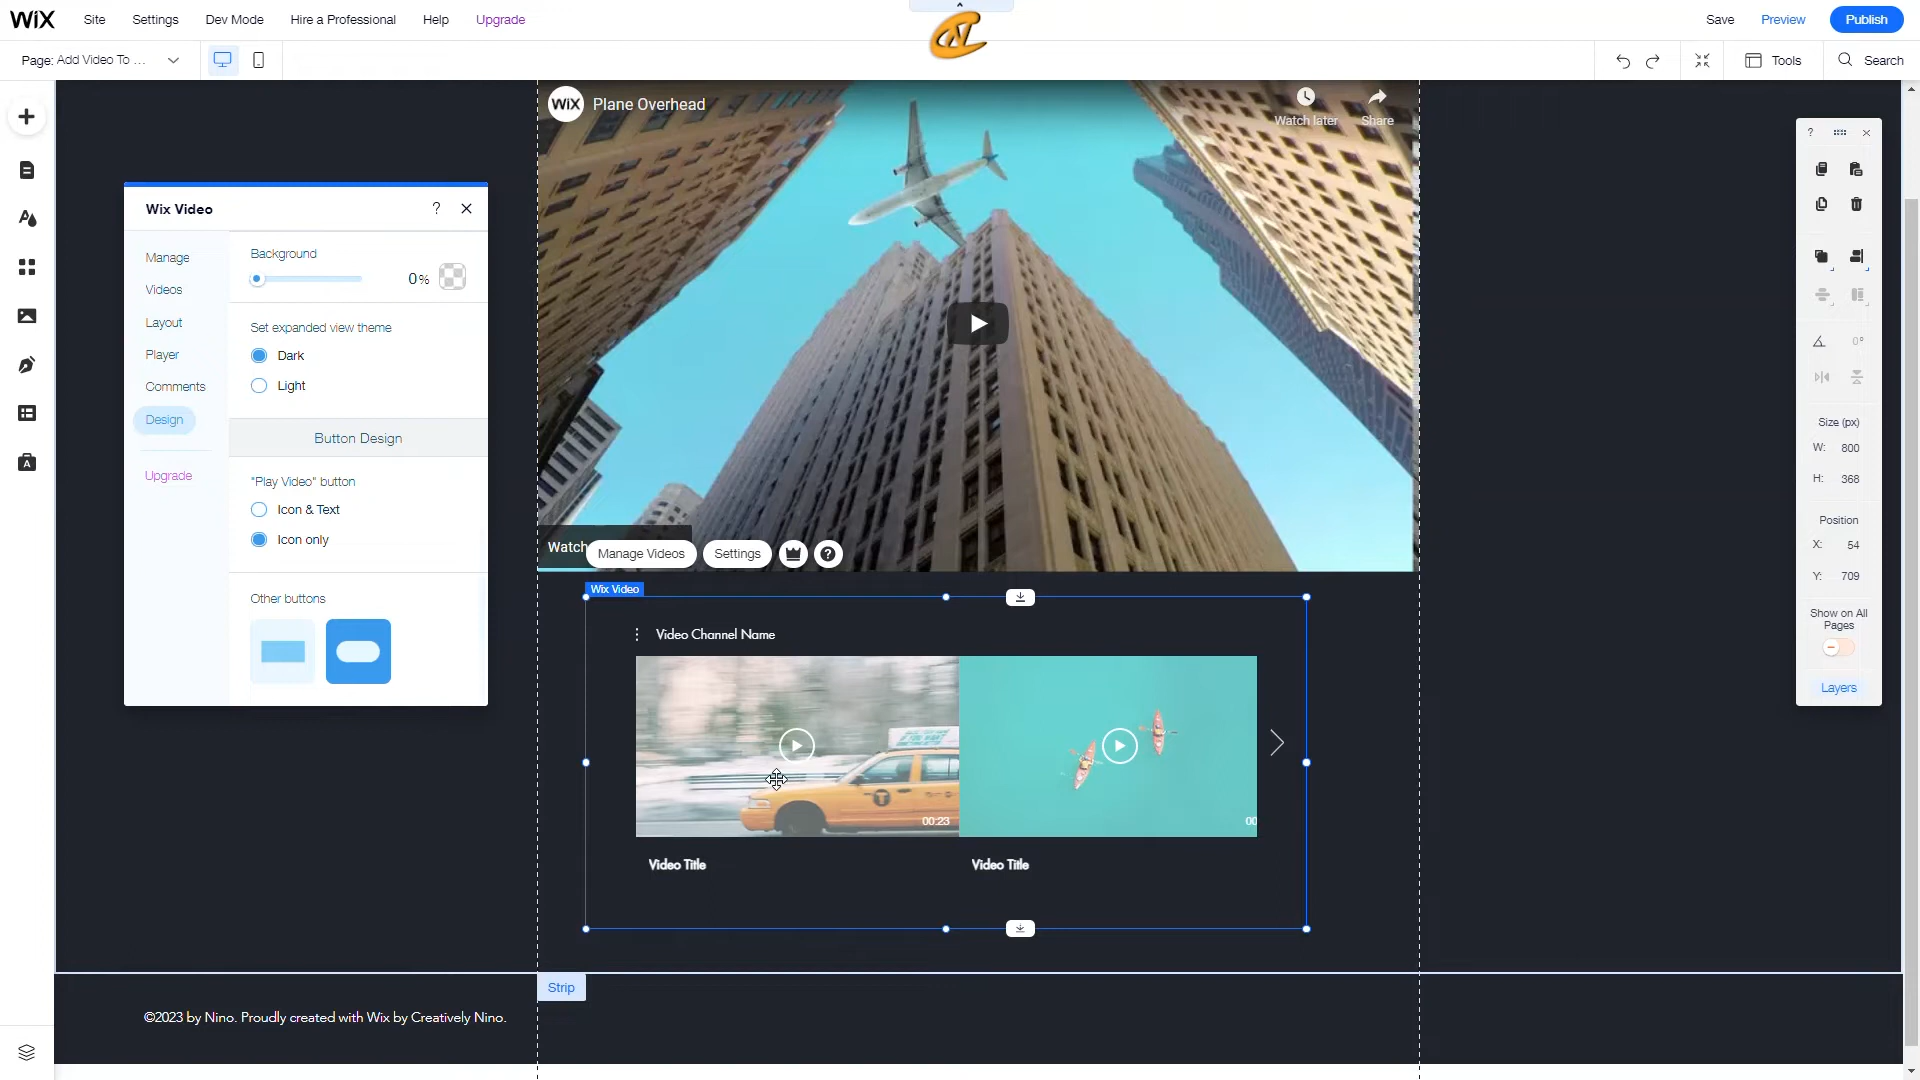 WiX
Site
Settings
Dev Mode
Hire a Professional
Help
Upgrade
Save
Preview
Publish
Page: Add Video To ...
Tools
Search
WiX
Plane Overhead
Watch later
Share
Wix Video
?
Manage
Videos
Layout
Player
Comments
Design
Upgrade
Background
0%
Set expanded view theme
Dark
Light
Button Design
"Play Video" button
Icon & Text
Icon only
Other buttons
Watch
Manage Videos
Settings
?
Wix Video
Video Channel Name
00:23
00
Video Title
Video Title
Strip
©2023 by Nino. Proudly created with Wix by Creatively Nino.
?
0°
Size (px)
W: 800
H: 368
Position
X: 54
Y: 709
Show on All
Pages
Layers